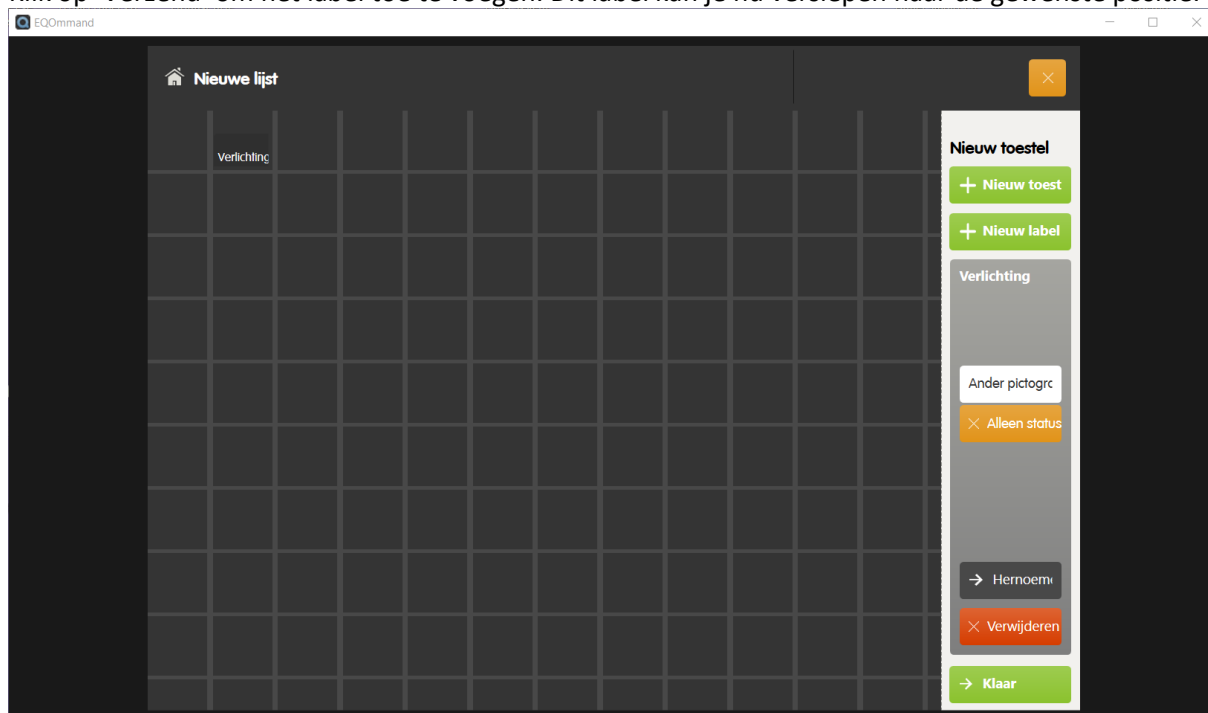 Klik op "Verzend" om het label toe te voegen. Dit label kan je nu verslepen naar de gewenste positie.
EQOmmand
Nieuwe lijst
Verlichting
Nieuw toestel
Nieuw toest
Nieuw label
Verlichting
Ander pictogra
Alleen status
Hernoeme
Verwijderen
Klaar